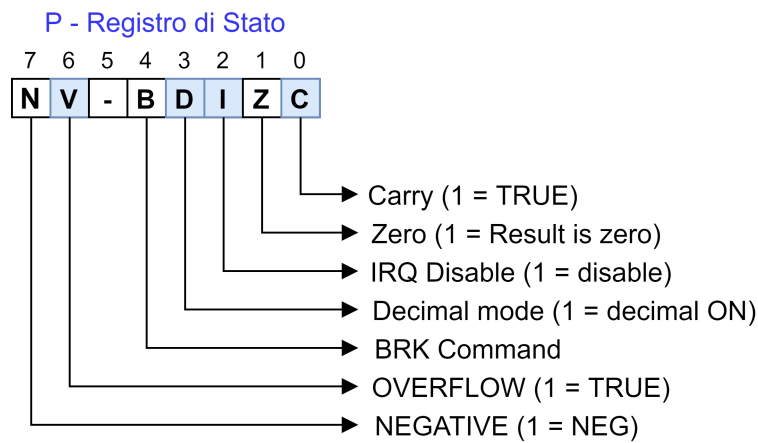 P - Registro di Stato
7 6 5 4 3 2 1 0
N V - B D I Z C
Carry (1 = TRUE)
Zero (1 = Result is zero)
IRQ Disable (1 = disable)
Decimal mode (1 = decimal ON)
BRK Command
OVERFLOW (1 = TRUE)
NEGATIVE (1 = NEG)